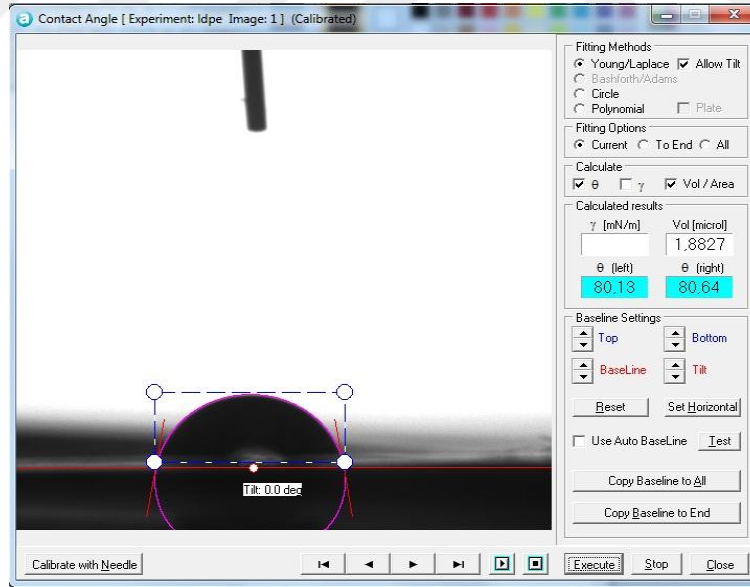 Contact Angle [ Experiment: ldpe Image: 1 ] (Calibrated)
Fitting Methods
Young/Laplace Allow Tilt
Bashforth/Adams
Circle
Polynomial Plate
Fitting Options
Current To End All
Calculate
θ γ Vol / Area
Calculated results
γ [mN/m] Vol [microl]
1,8827
θ (left) θ (right)
80,13 80,64
Baseline Settings
Top Bottom
BaseLine Tilt
Reset Set Horizontal
Use Auto BaseLine Test
Copy Baseline to All
Copy Baseline to End
Tilt: 0.0 deg
Calibrate with Needle Execute Stop Close